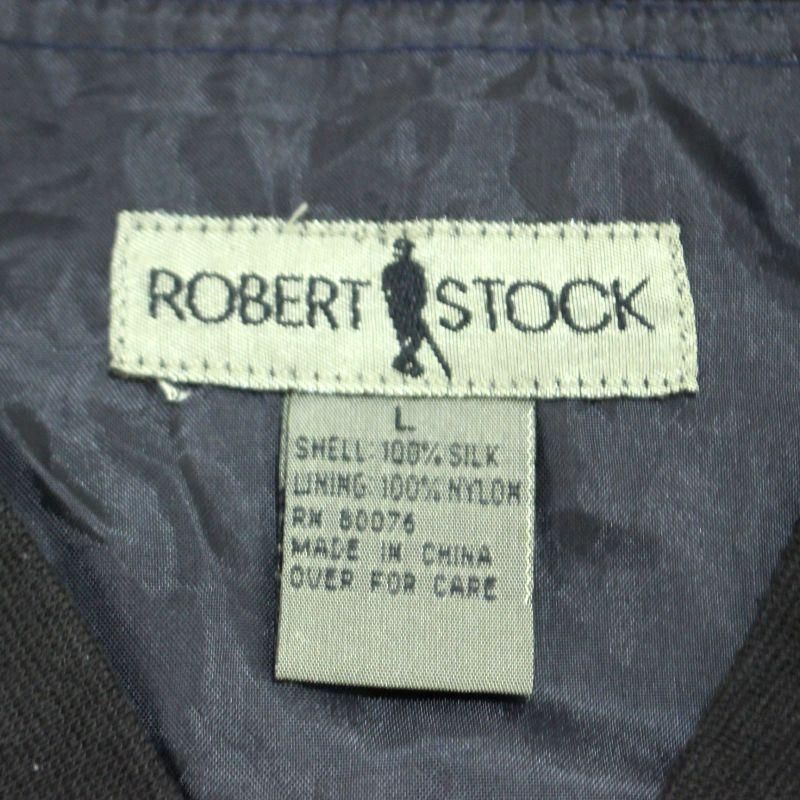 ROBERT STOCK
L
SHELL: 100% SILK
LINING: 100% NYLON
RN 80076
MADE IN CHINA
OVER FOR CARE